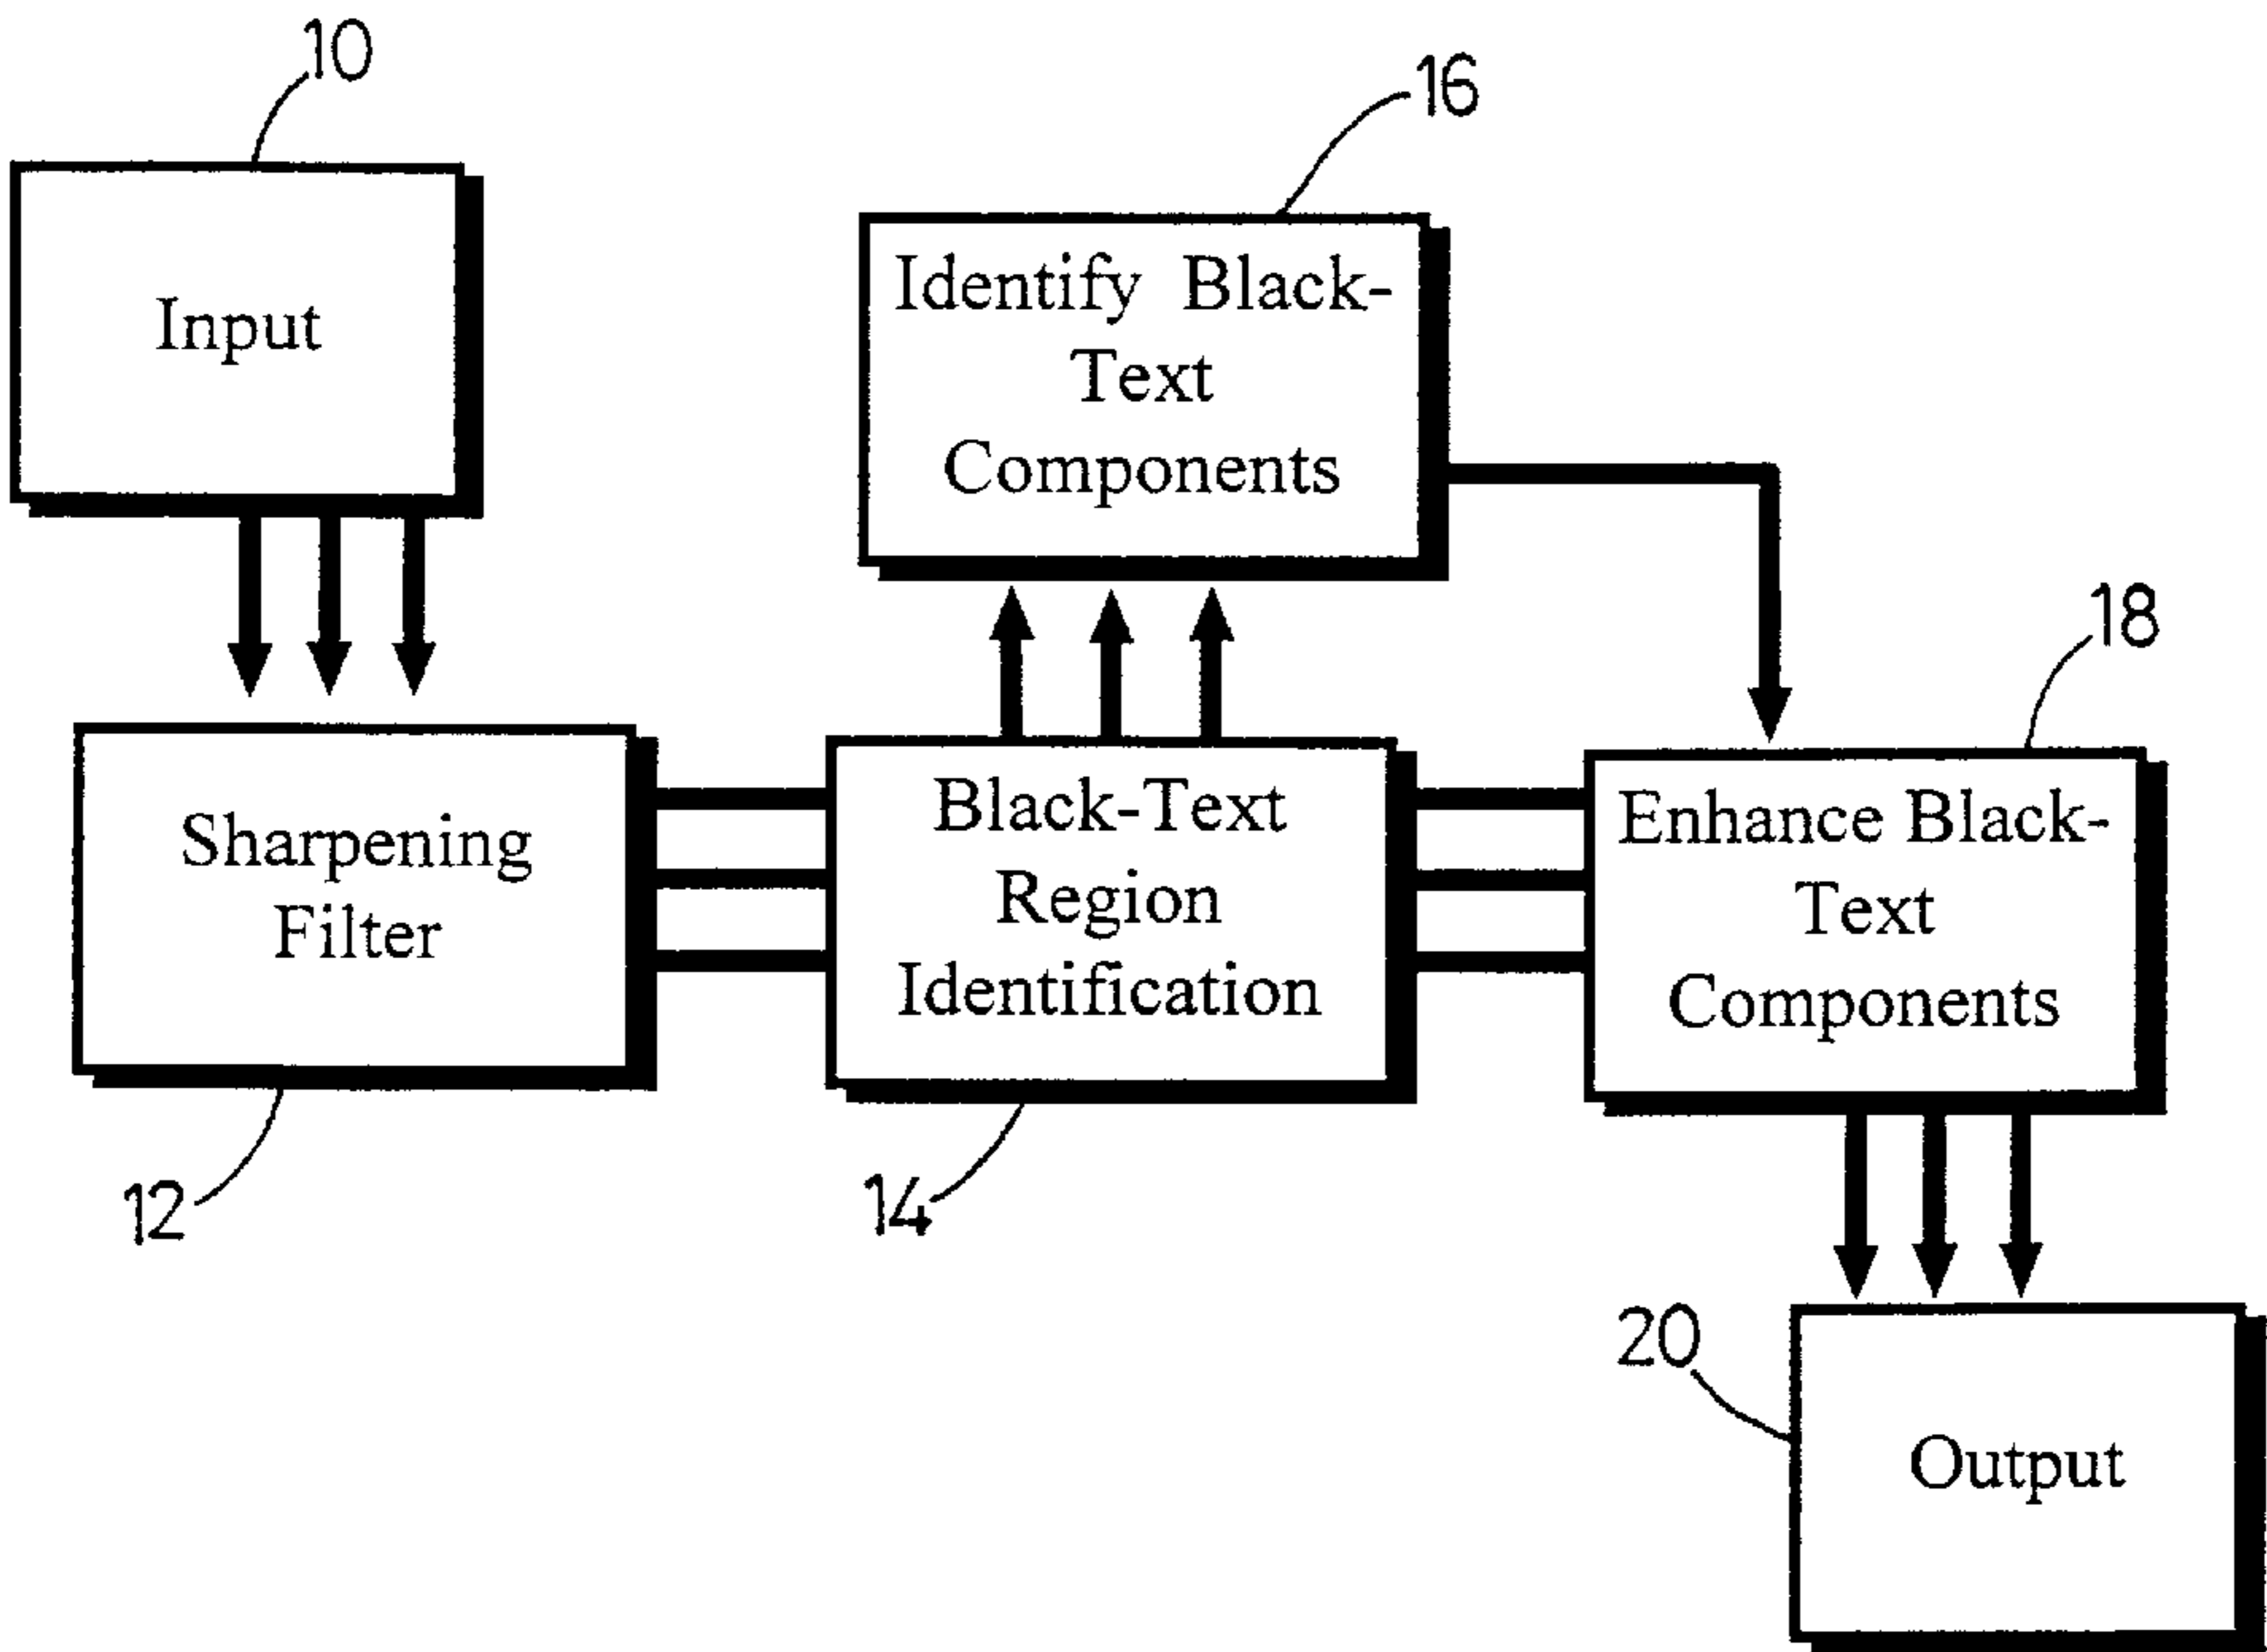 10
Input
16
Identify Black-
Text
Components
18
Sharpening
Filter
12
Black-Text
Region
Identification
14
Enhance Black-
Text
Components
20
Output